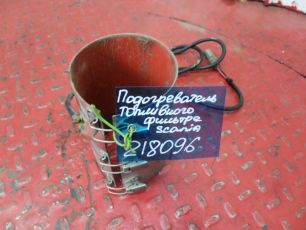 Подогреватель
топливного
фильтра
scania
218096